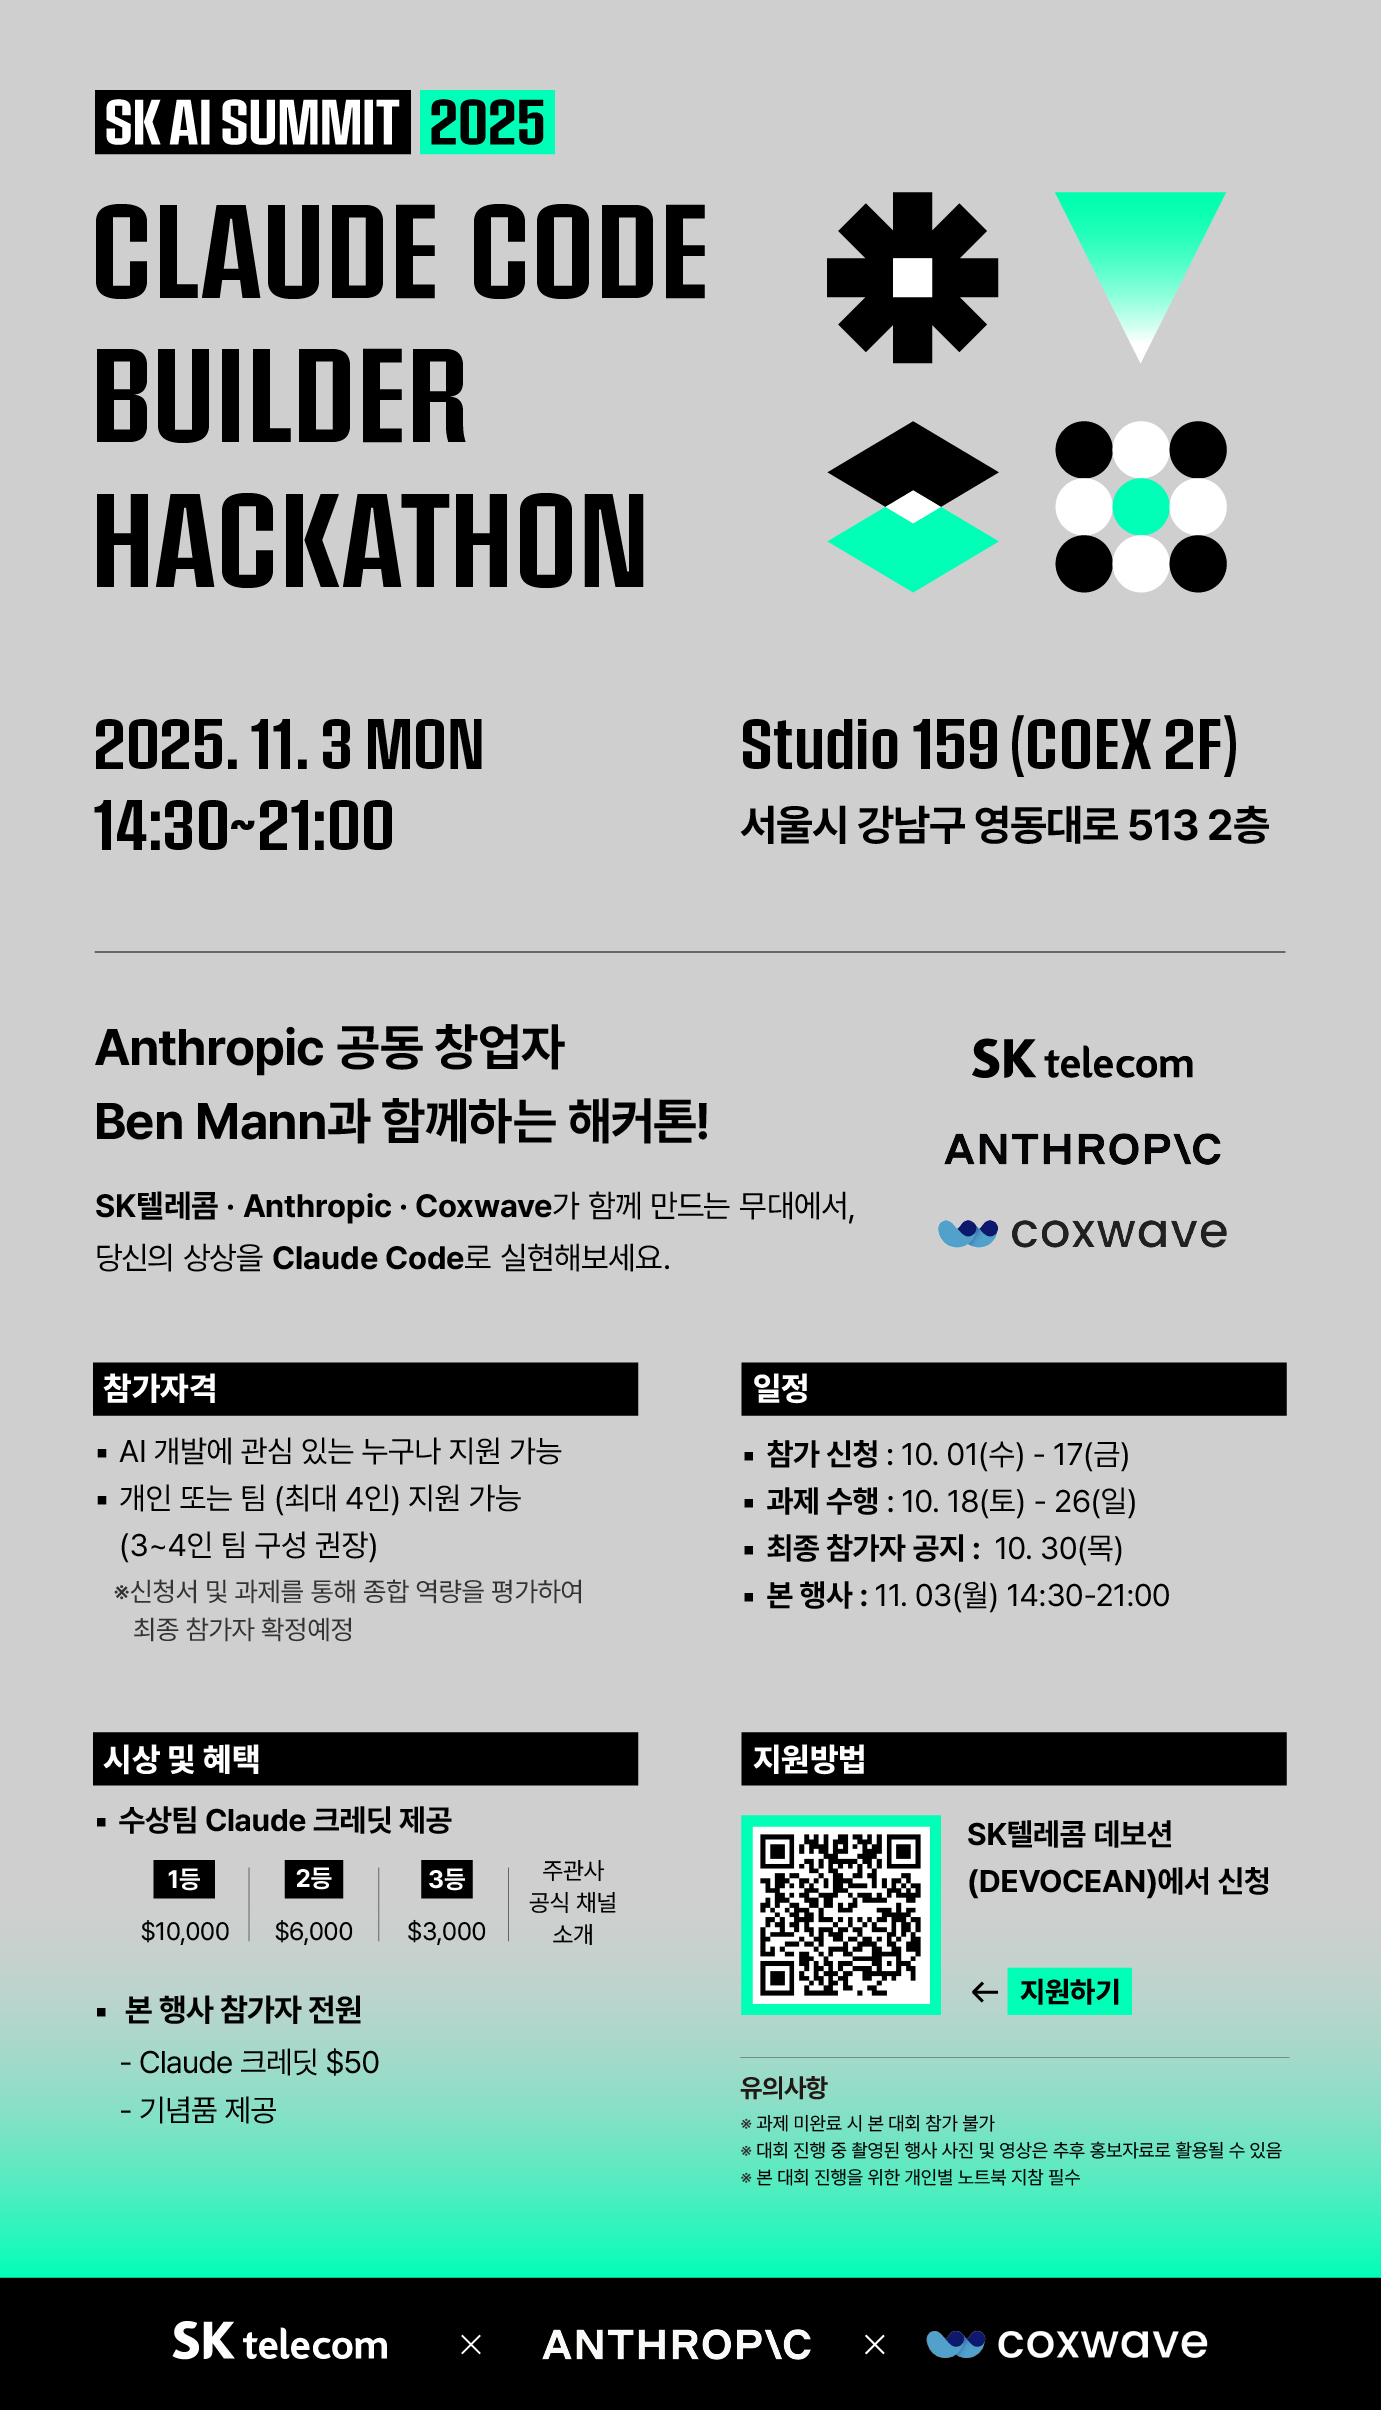 SK AI SUMMIT 2025
CLAUDE CODE
BUILDER
HACKATHON
2025. 11. 3 MON
14:30~21:00
Studio 159 (COEX 2F)
서울시 강남구 영동대로 513 2층
Anthropic 공동 창업자
Ben Mann과 함께하는 해커톤!
SK텔레콤 · Anthropic · Coxwave가 함께 만드는 무대에서,
당신의 상상을 Claude Code로 실현해보세요.
SK telecom
ANTHROP\C
coxwave
참가자격
▪ AI 개발에 관심 있는 누구나 지원 가능
▪ 개인 또는 팀 (최대 4인) 지원 가능
(3~4인 팀 구성 권장)
※신청서 및 과제를 통해 종합 역량을 평가하여
최종 참가자 확정예정
일정
▪ 참가 신청 : 10. 01(수) - 17(금)
▪ 과제 수행 : 10. 18(토) - 26(일)
▪ 최종 참가자 공지 : 10. 30(목)
▪ 본 행사 : 11. 03(월) 14:30-21:00
시상 및 혜택
▪ 수상팀 Claude 크레딧 제공
1등
$10,000
2등
$6,000
3등
$3,000
주관사
공식 채널
소개
▪ 본 행사 참가자 전원
- Claude 크레딧 $50
- 기념품 제공
지원방법
SK텔레콤 데보션
(DEVOCEAN)에서 신청
← 지원하기
유의사항
※ 과제 미완료 시 본 대회 참가 불가
※ 대회 진행 중 촬영된 행사 사진 및 영상은 추후 홍보자료로 활용될 수 있음
※ 본 대회 진행을 위한 개인별 노트북 지참 필수
SK telecom × ANTHROP\C × coxwave